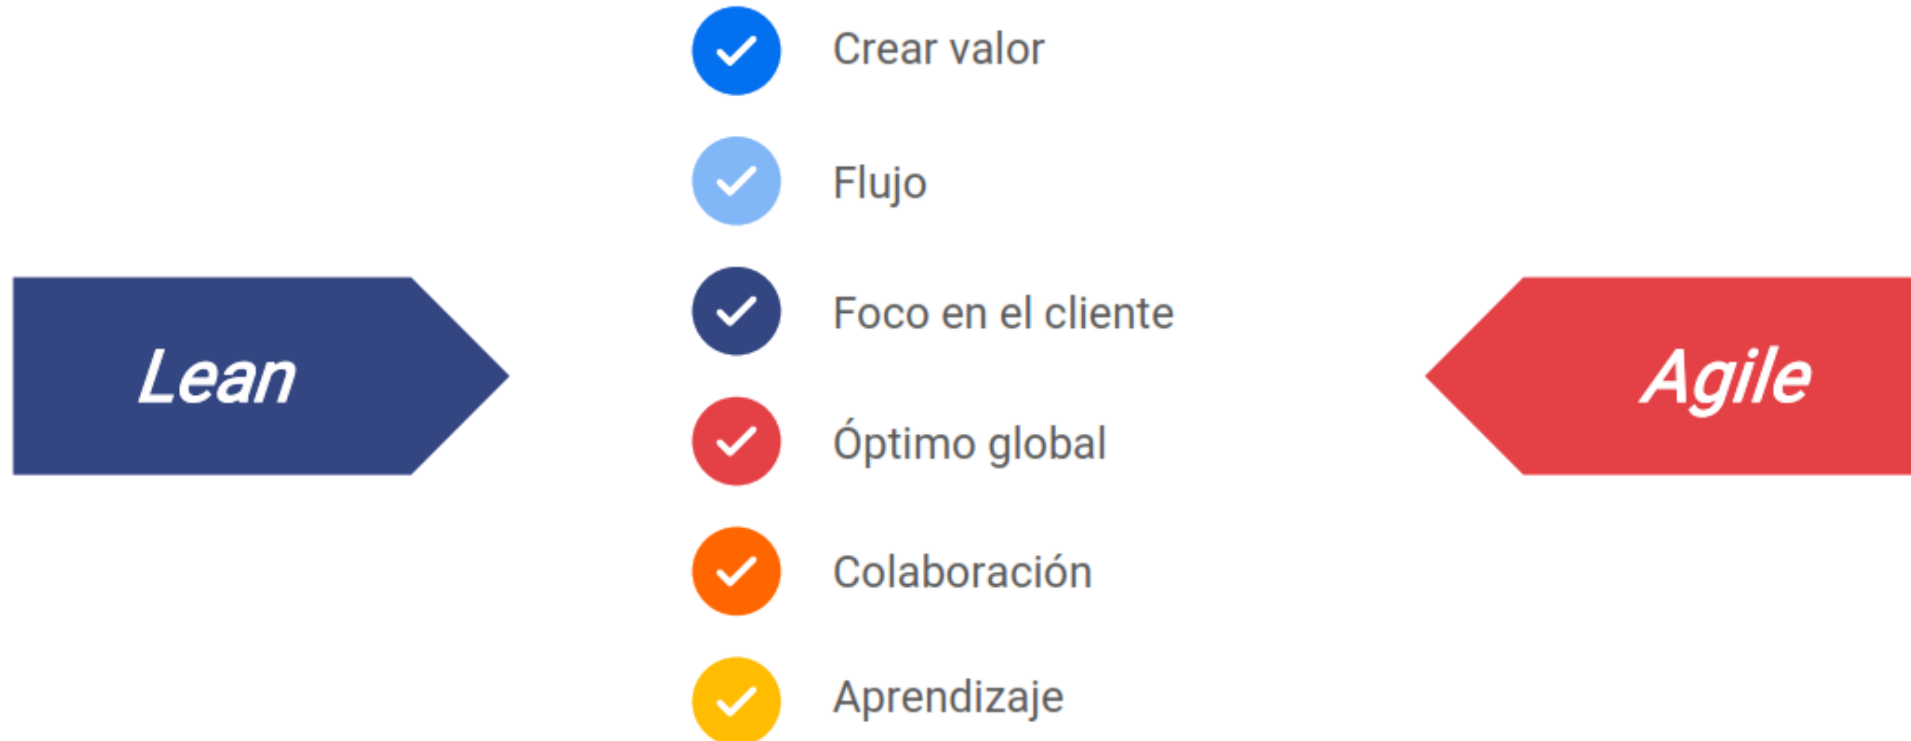 Crear valor
Flujo
Foco en el cliente
Lean
Agile
Óptimo global
Colaboración
Aprendizaje